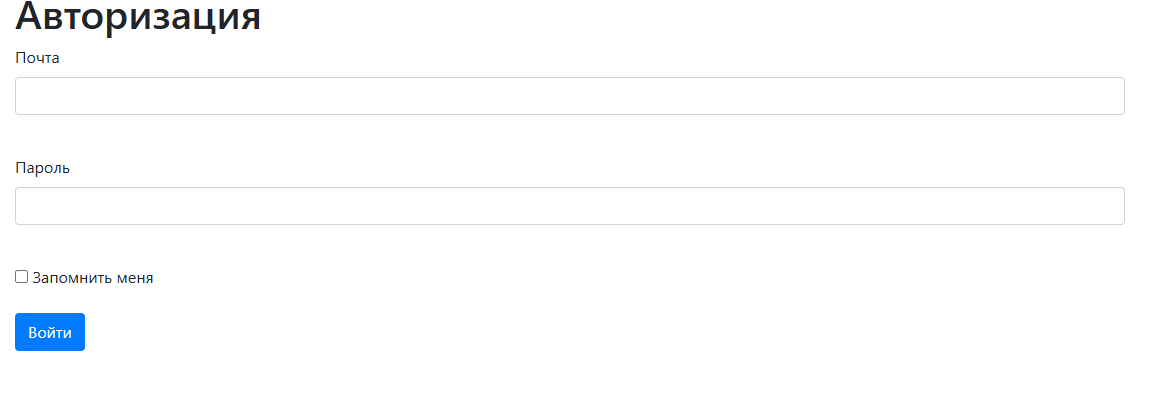 Авторизация
Почта
Пароль
Запомнить меня
Войти